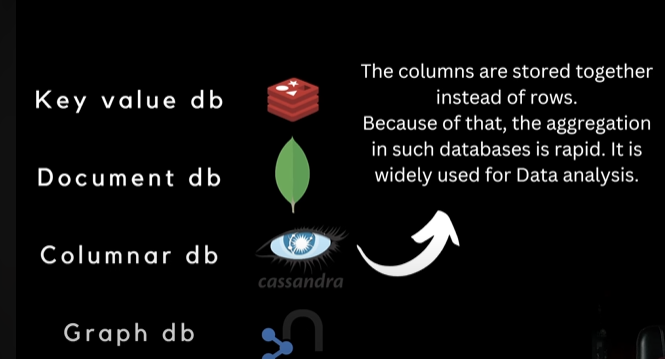 Key value db
Document db
Columnar db
cassandra
Graph db
The columns are stored together
instead of rows.
Because of that, the aggregation
in such databases is rapid. It is
widely used for Data analysis.